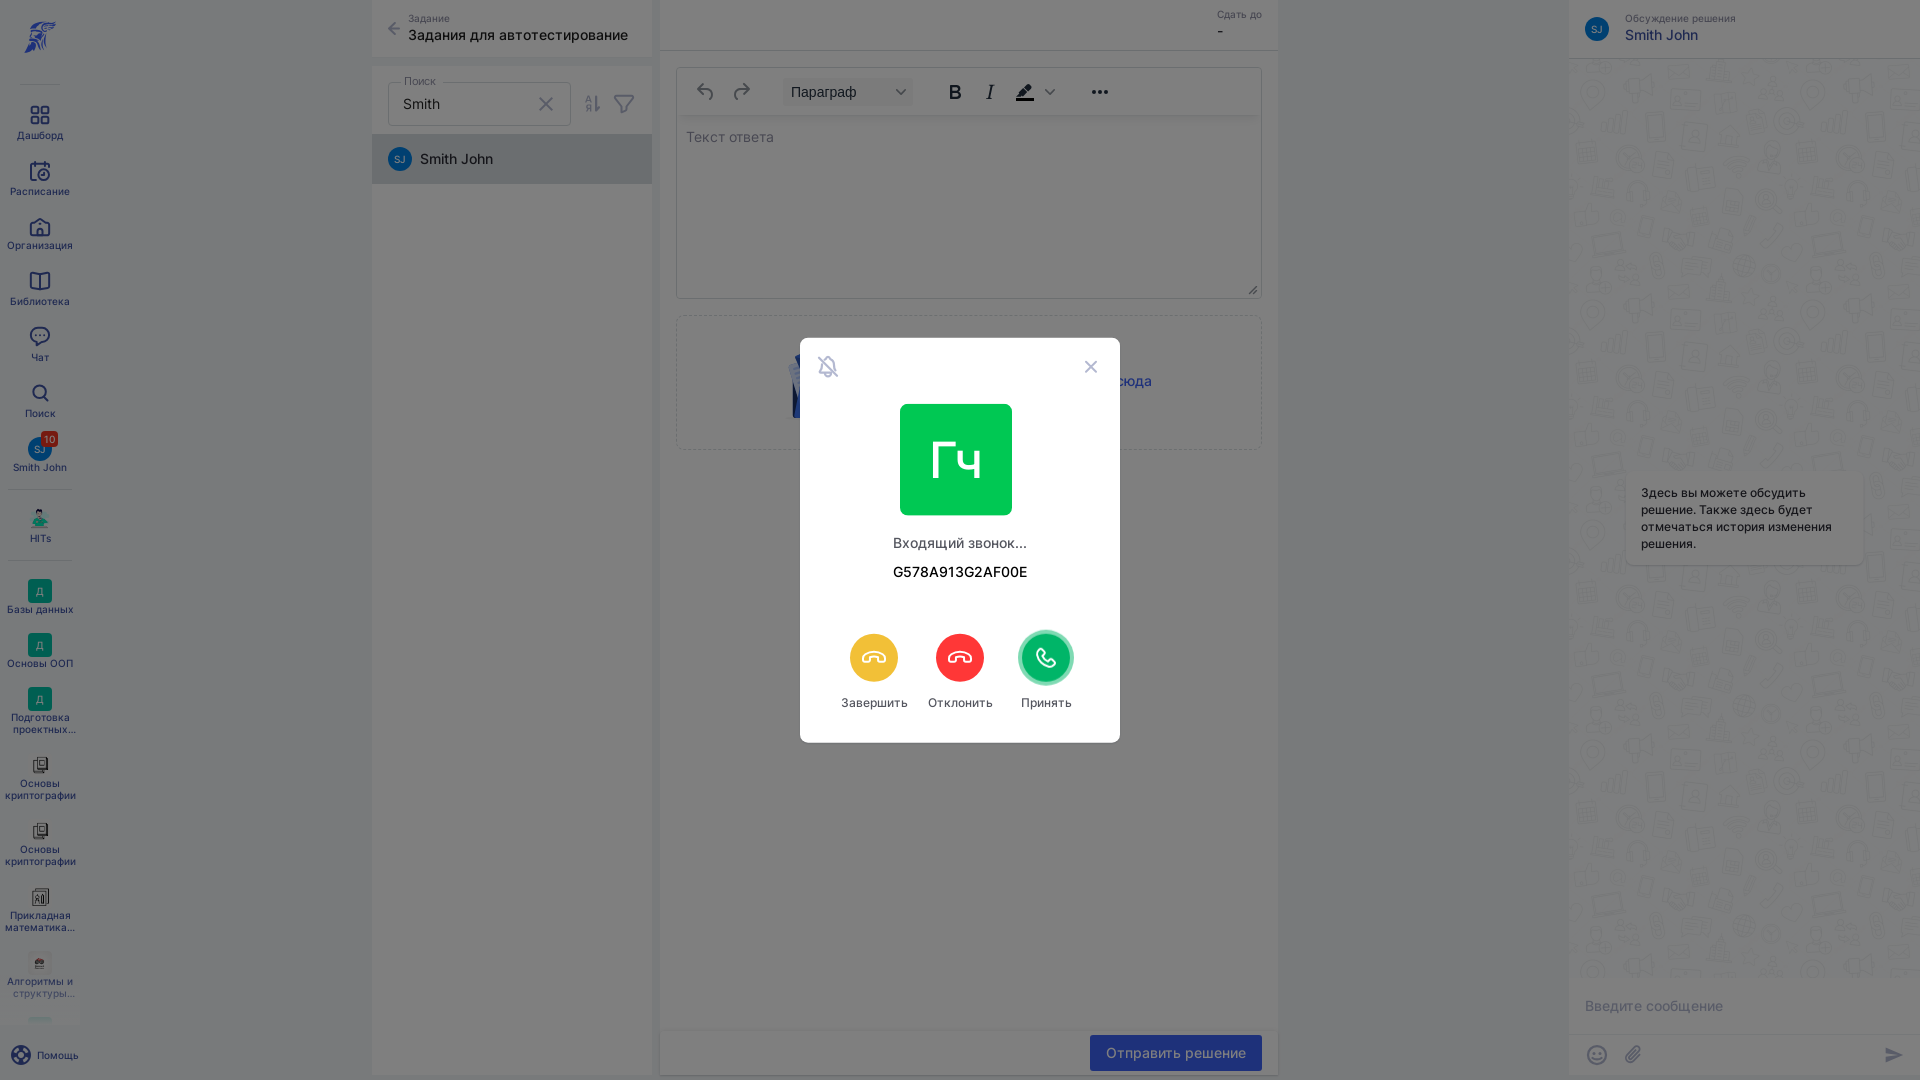 Дашборд
Расписание
Организация
Библиотека
Чат
Поиск
SJ
10
Smith John
HITs
Д
Базы данных
Д
Основы ООП
Д
Подготовка
проектных...
Основы
криптографии
Основы
криптографии
Прикладная
математика...
Алгоритмы и
структуры...
Помощь
Задание
Задания для автотестирование
Поиск
Smith
SJ
Smith John
Сдать до
-
Параграф
B I
Текст ответа
сюда
Входящий звонок...
Гч
G578A913G2AF00E
Завершить
Отклонить
Принять
Отправить решение
SJ
Обсуждение решения
Smith John
Здесь вы можете обсудить
решение. Также здесь будет
отмечаться история изменения
решения.
Введите сообщение